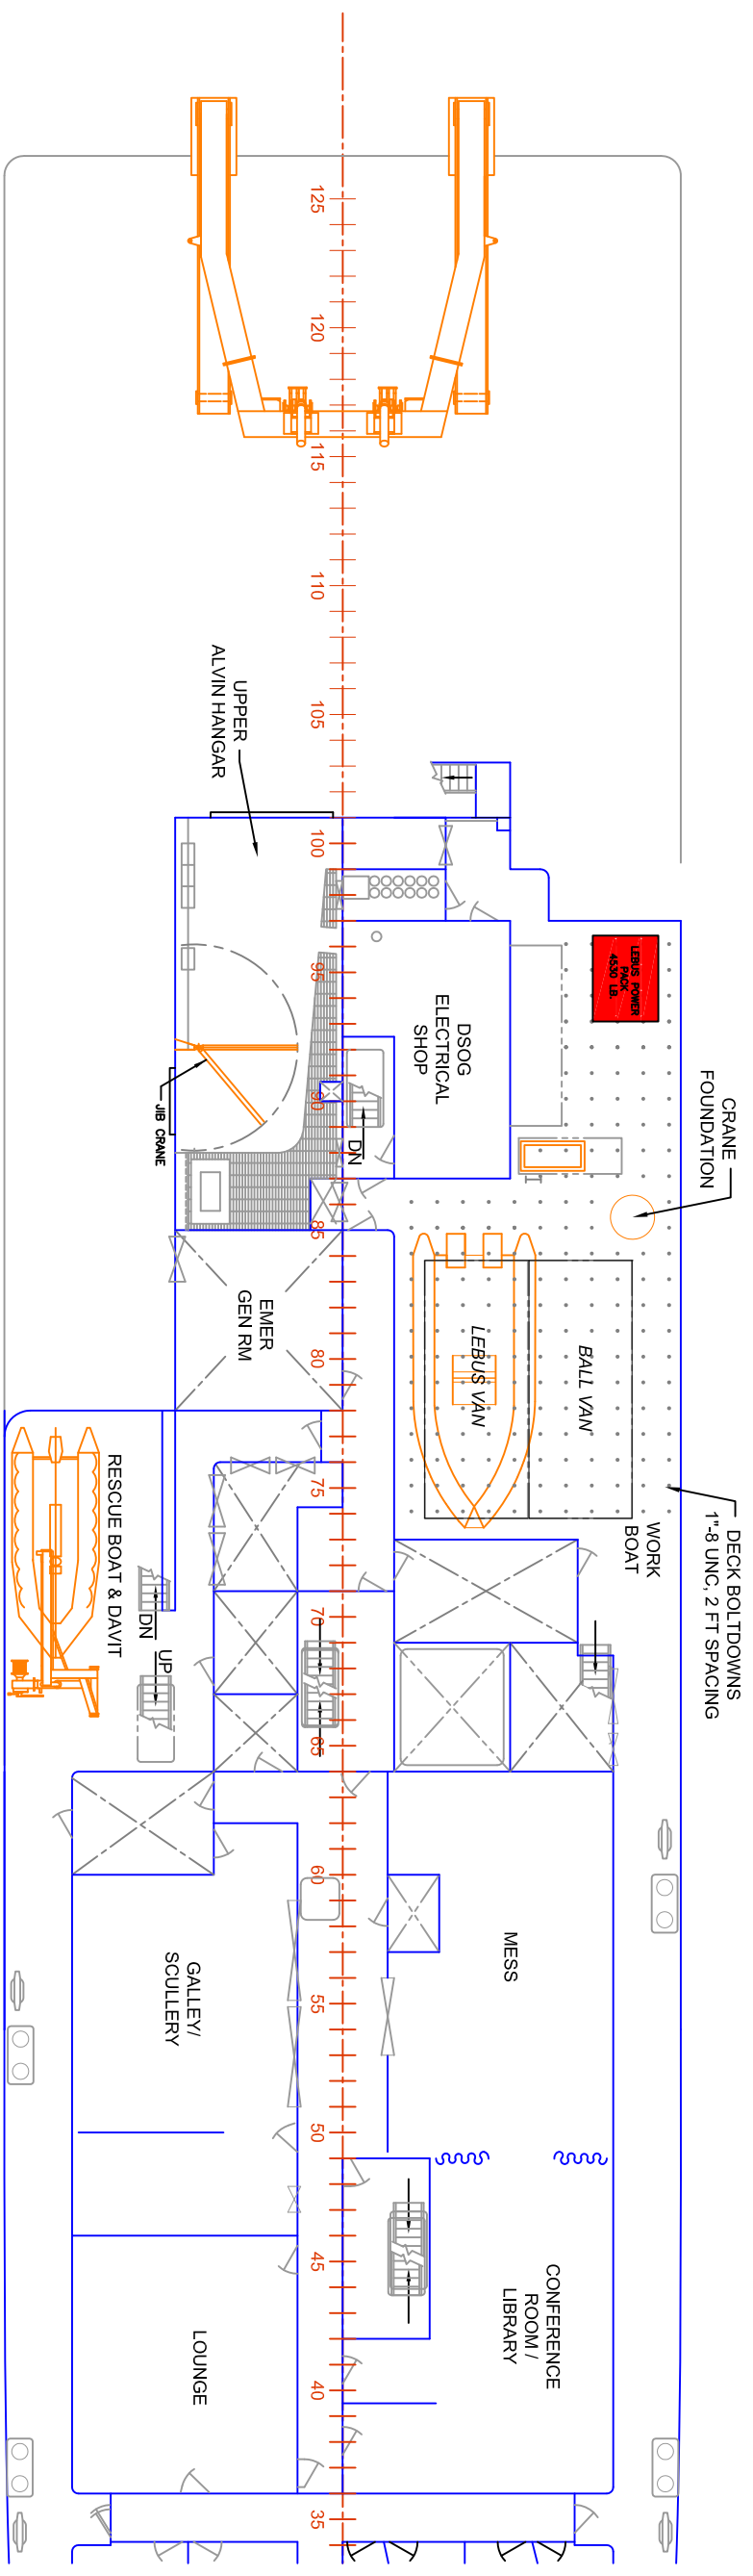 125
120
115
110
105
100
95
90
85
80
75
70
65
60
55
50
45
40
35
UPPER
ALVIN HANGAR
LEBUS POWER
PACK
4530 LB.
DSOG
ELECTRICAL
SHOP
CRANE
FOUNDATION
JIB CRANE
DN
EMER
GEN RM
LEBUS VAN
BALL VAN
DECK BOLTDOWNS
1"-8 UNC, 2 FT SPACING
WORK
BOAT
RESCUE BOAT & DAVIT
DN
UP
MESS
GALLEY/
SCULLERY
CONFERENCE
ROOM /
LIBRARY
LOUNGE